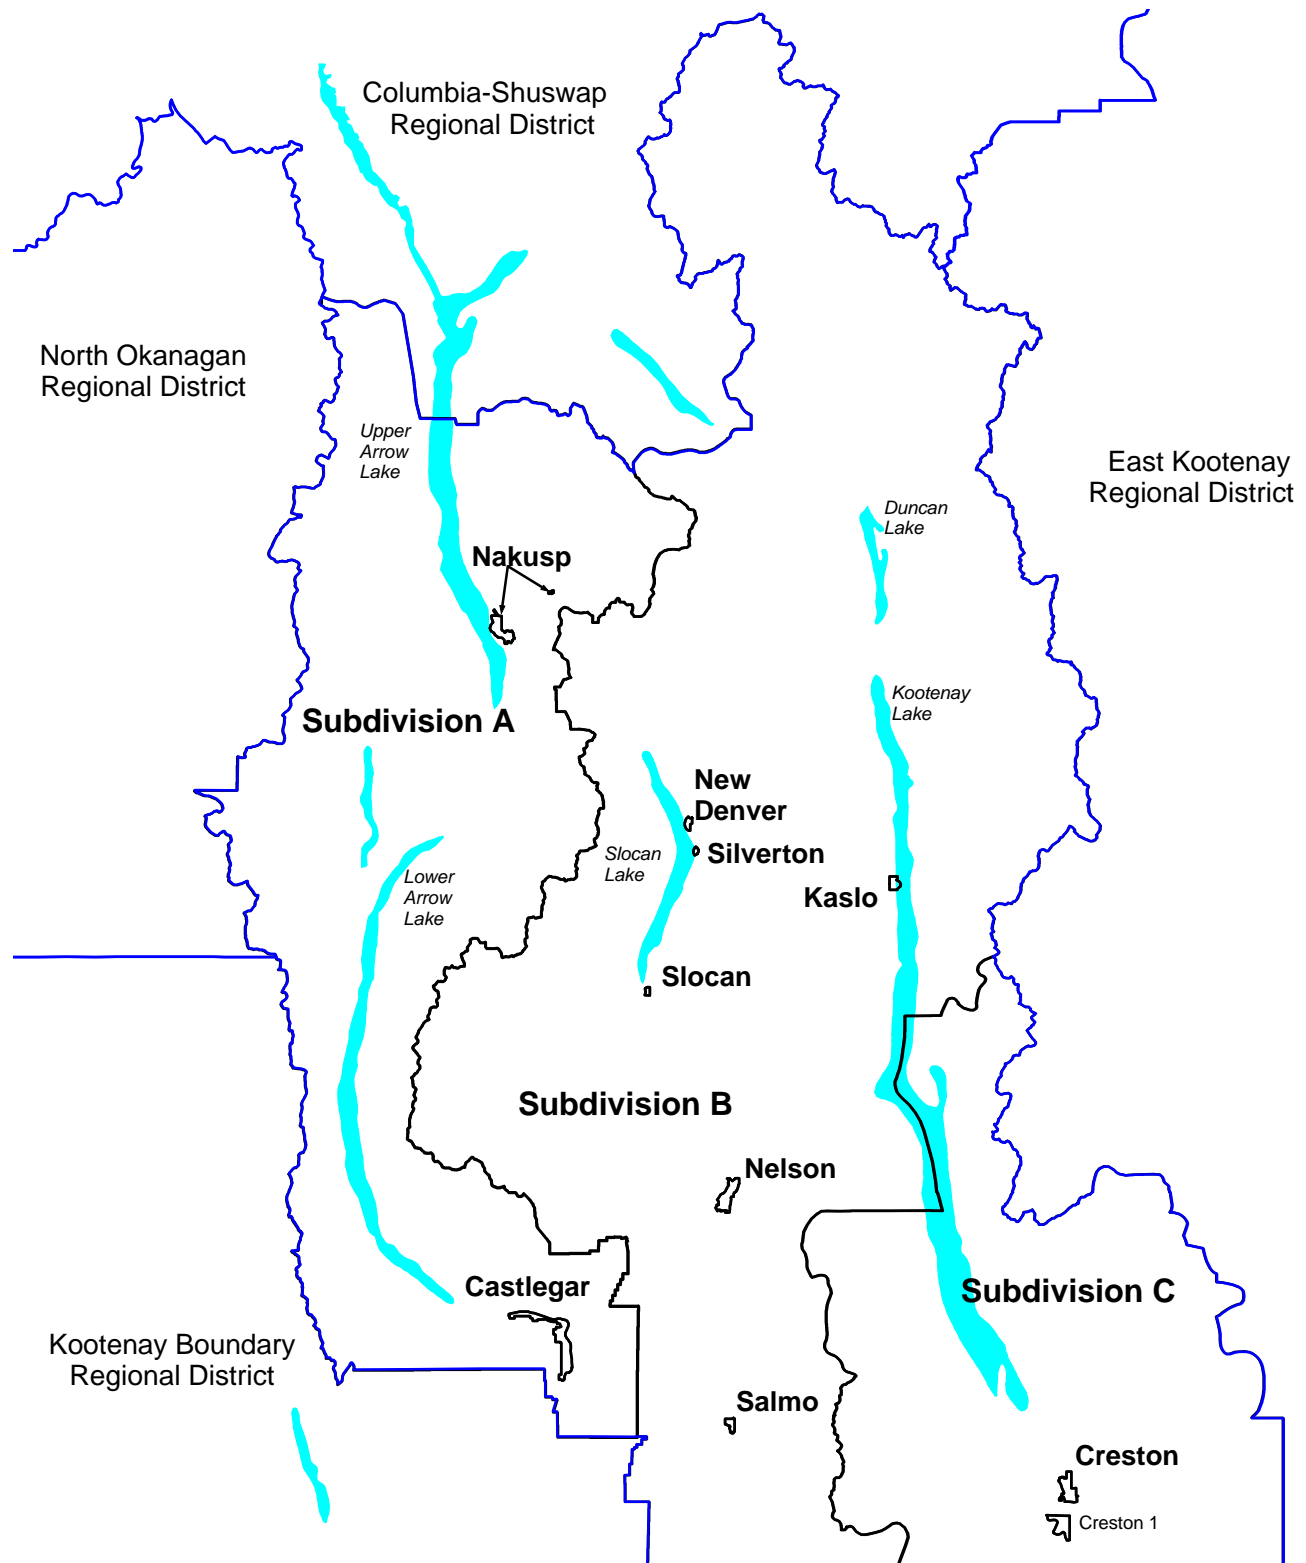 Columbia-Shuswap
Regional District
North Okanagan
Regional District
Upper
Arrow
Lake
East Kootenay
Regional District
Duncan
Lake
Nakusp
Kootenay
Lake
Subdivision A
New
Denver
Silverton
Slocan
Lake
Lower
Arrow
Lake
Kaslo
Slocan
Subdivision B
Nelson
Castlegar
Subdivision C
Kootenay Boundary
Regional District
Salmo
Creston
Creston 1